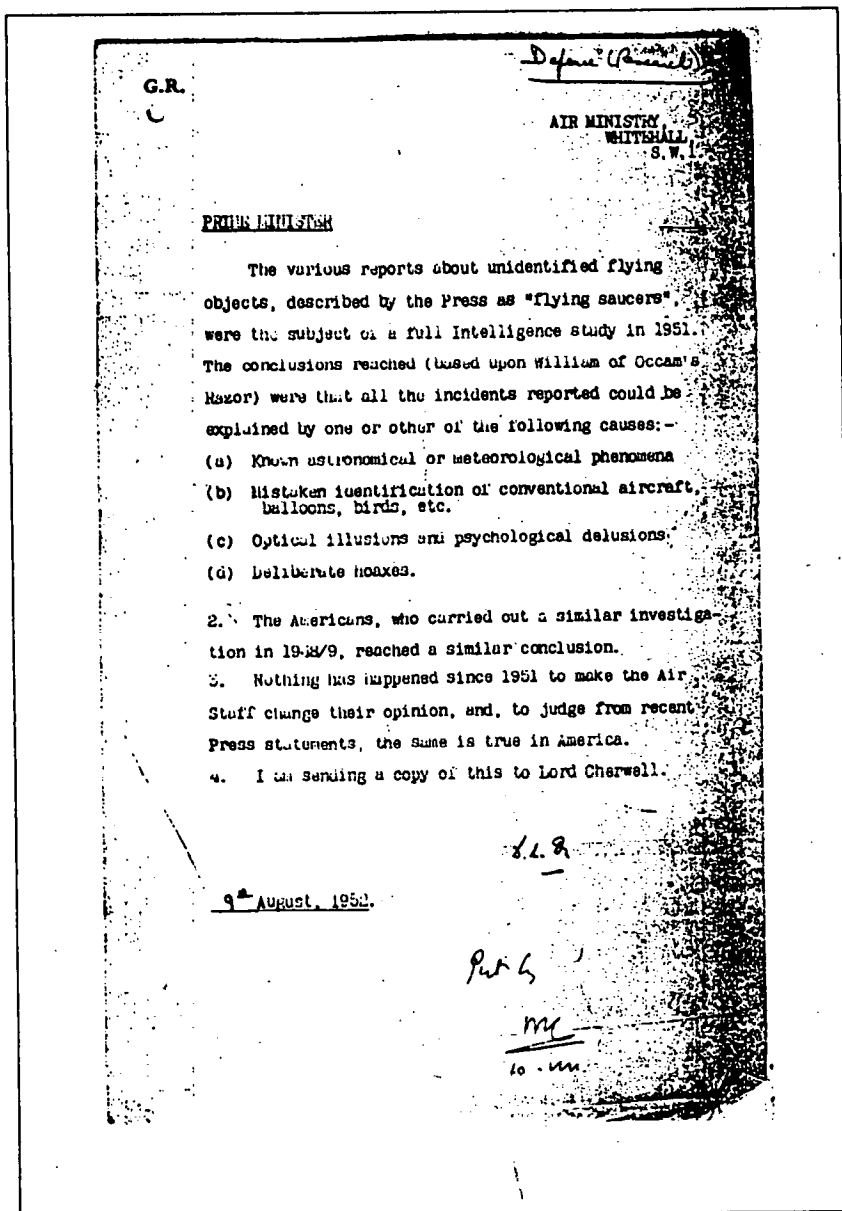 Defence (Research)
G.R.
AIR MINISTRY,
WHITEHALL,
S.W.1.
PRIME MINISTER
The various reports about unidentified flying
objects, described by the Press as "flying saucers",
were the subject of a full Intelligence study in 1951.
The conclusions reached (based upon William of Occam's
Razor) were that all the incidents reported could be
explained by one or other of the following causes:-
(a) Known astronomical or meteorological phenomena
(b) Mistaken identification of conventional aircraft,
balloons, birds, etc.
(c) Optical illusions and psychological delusions
(d) Deliberate hoaxes.
2. The Americans, who carried out a similar investiga-
tion in 1948/9, reached a similar conclusion.
3. Nothing has happened since 1951 to make the Air
Staff change their opinion, and, to judge from recent
Press statements, the same is true in America.
4. I am sending a copy of this to Lord Cherwell.
9th August, 1952.
Put by